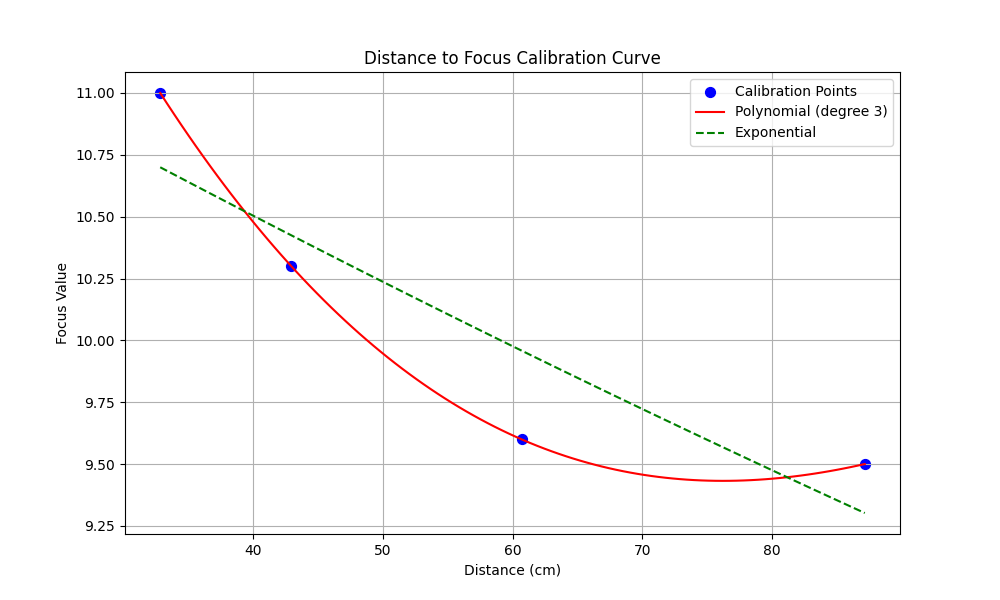 Distance to Focus Calibration Curve
Calibration Points
Polynomial (degree 3)
Exponential
11.00
10.75
10.50
10.25
10.00
9.75
9.50
9.25
Focus Value
40 50 60 70 80
Distance (cm)